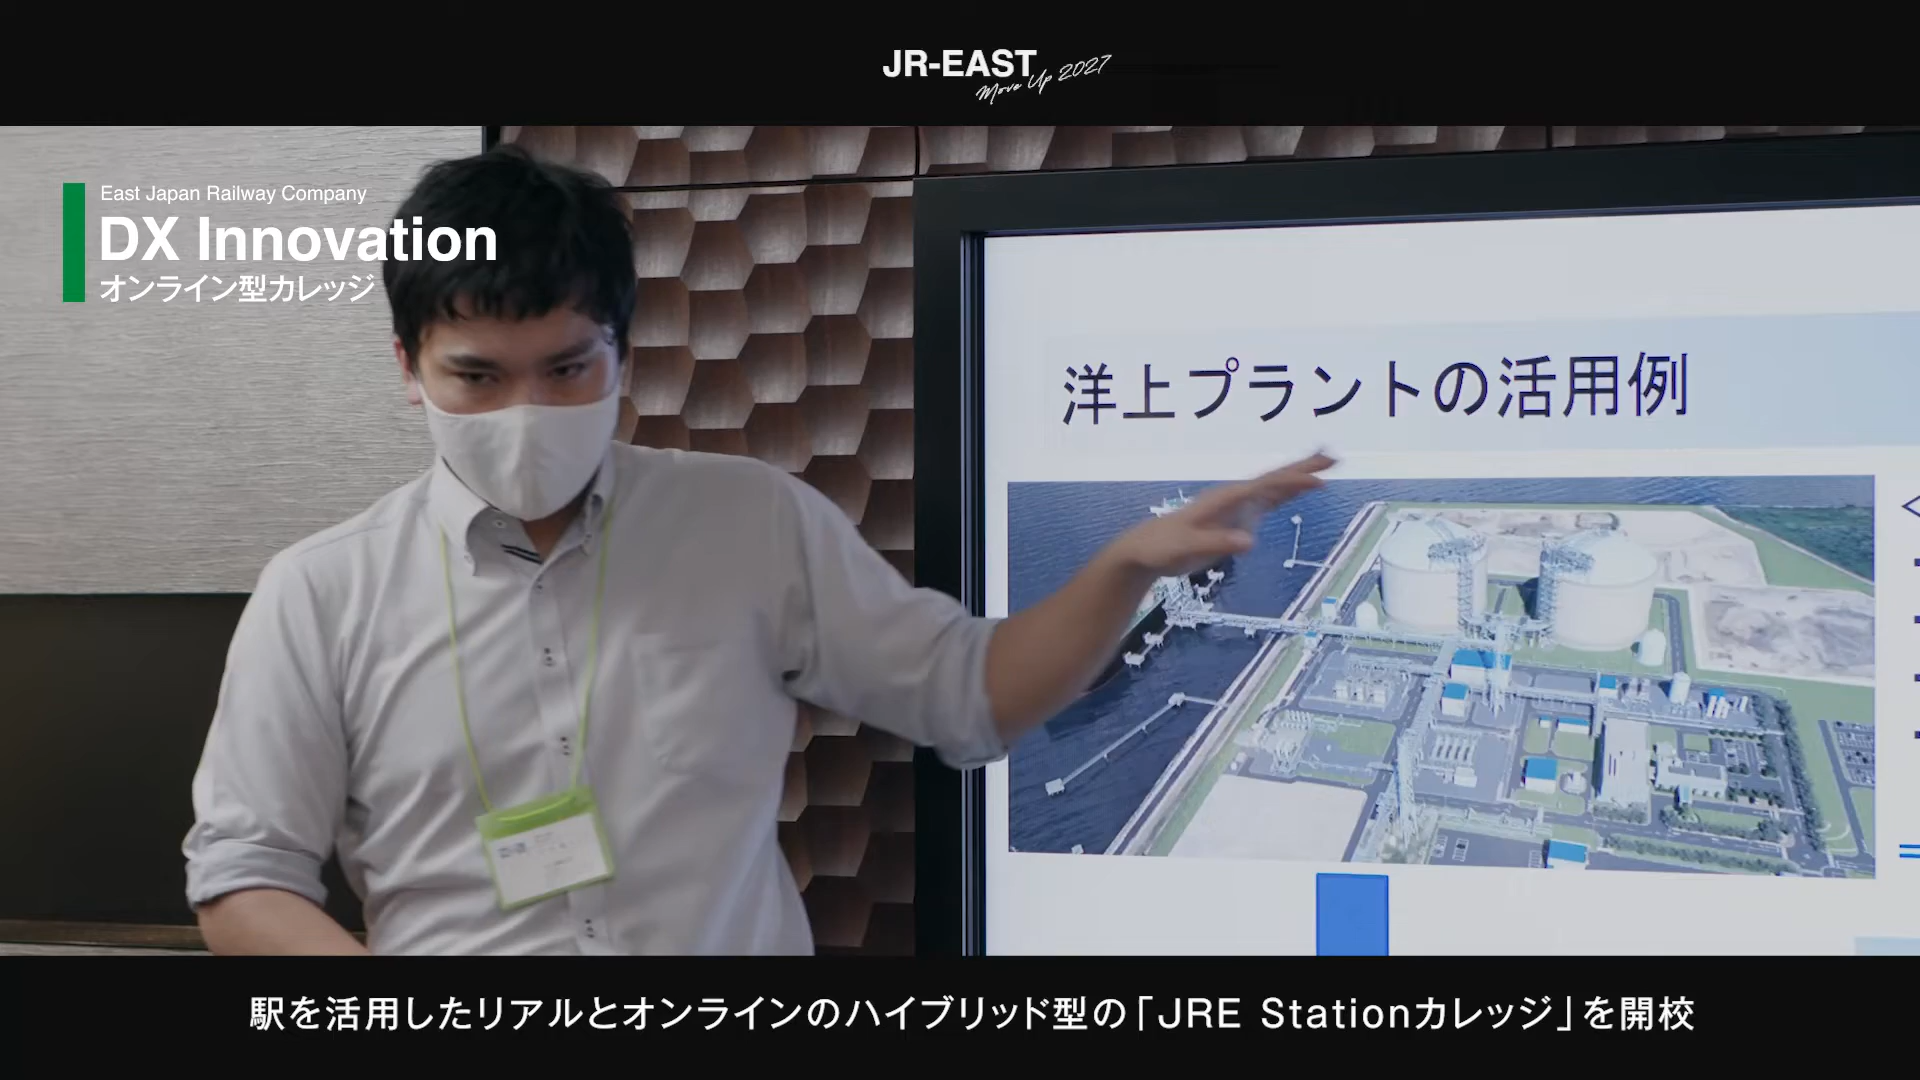 JR-EAST
Move Up 2027
East Japan Railway Company
DX Innovation
オンライン型カレッジ
洋上プラントの活用例
駅を活用したリアルとオンラインのハイブリッド型の「JRE Stationカレッジ」を開校